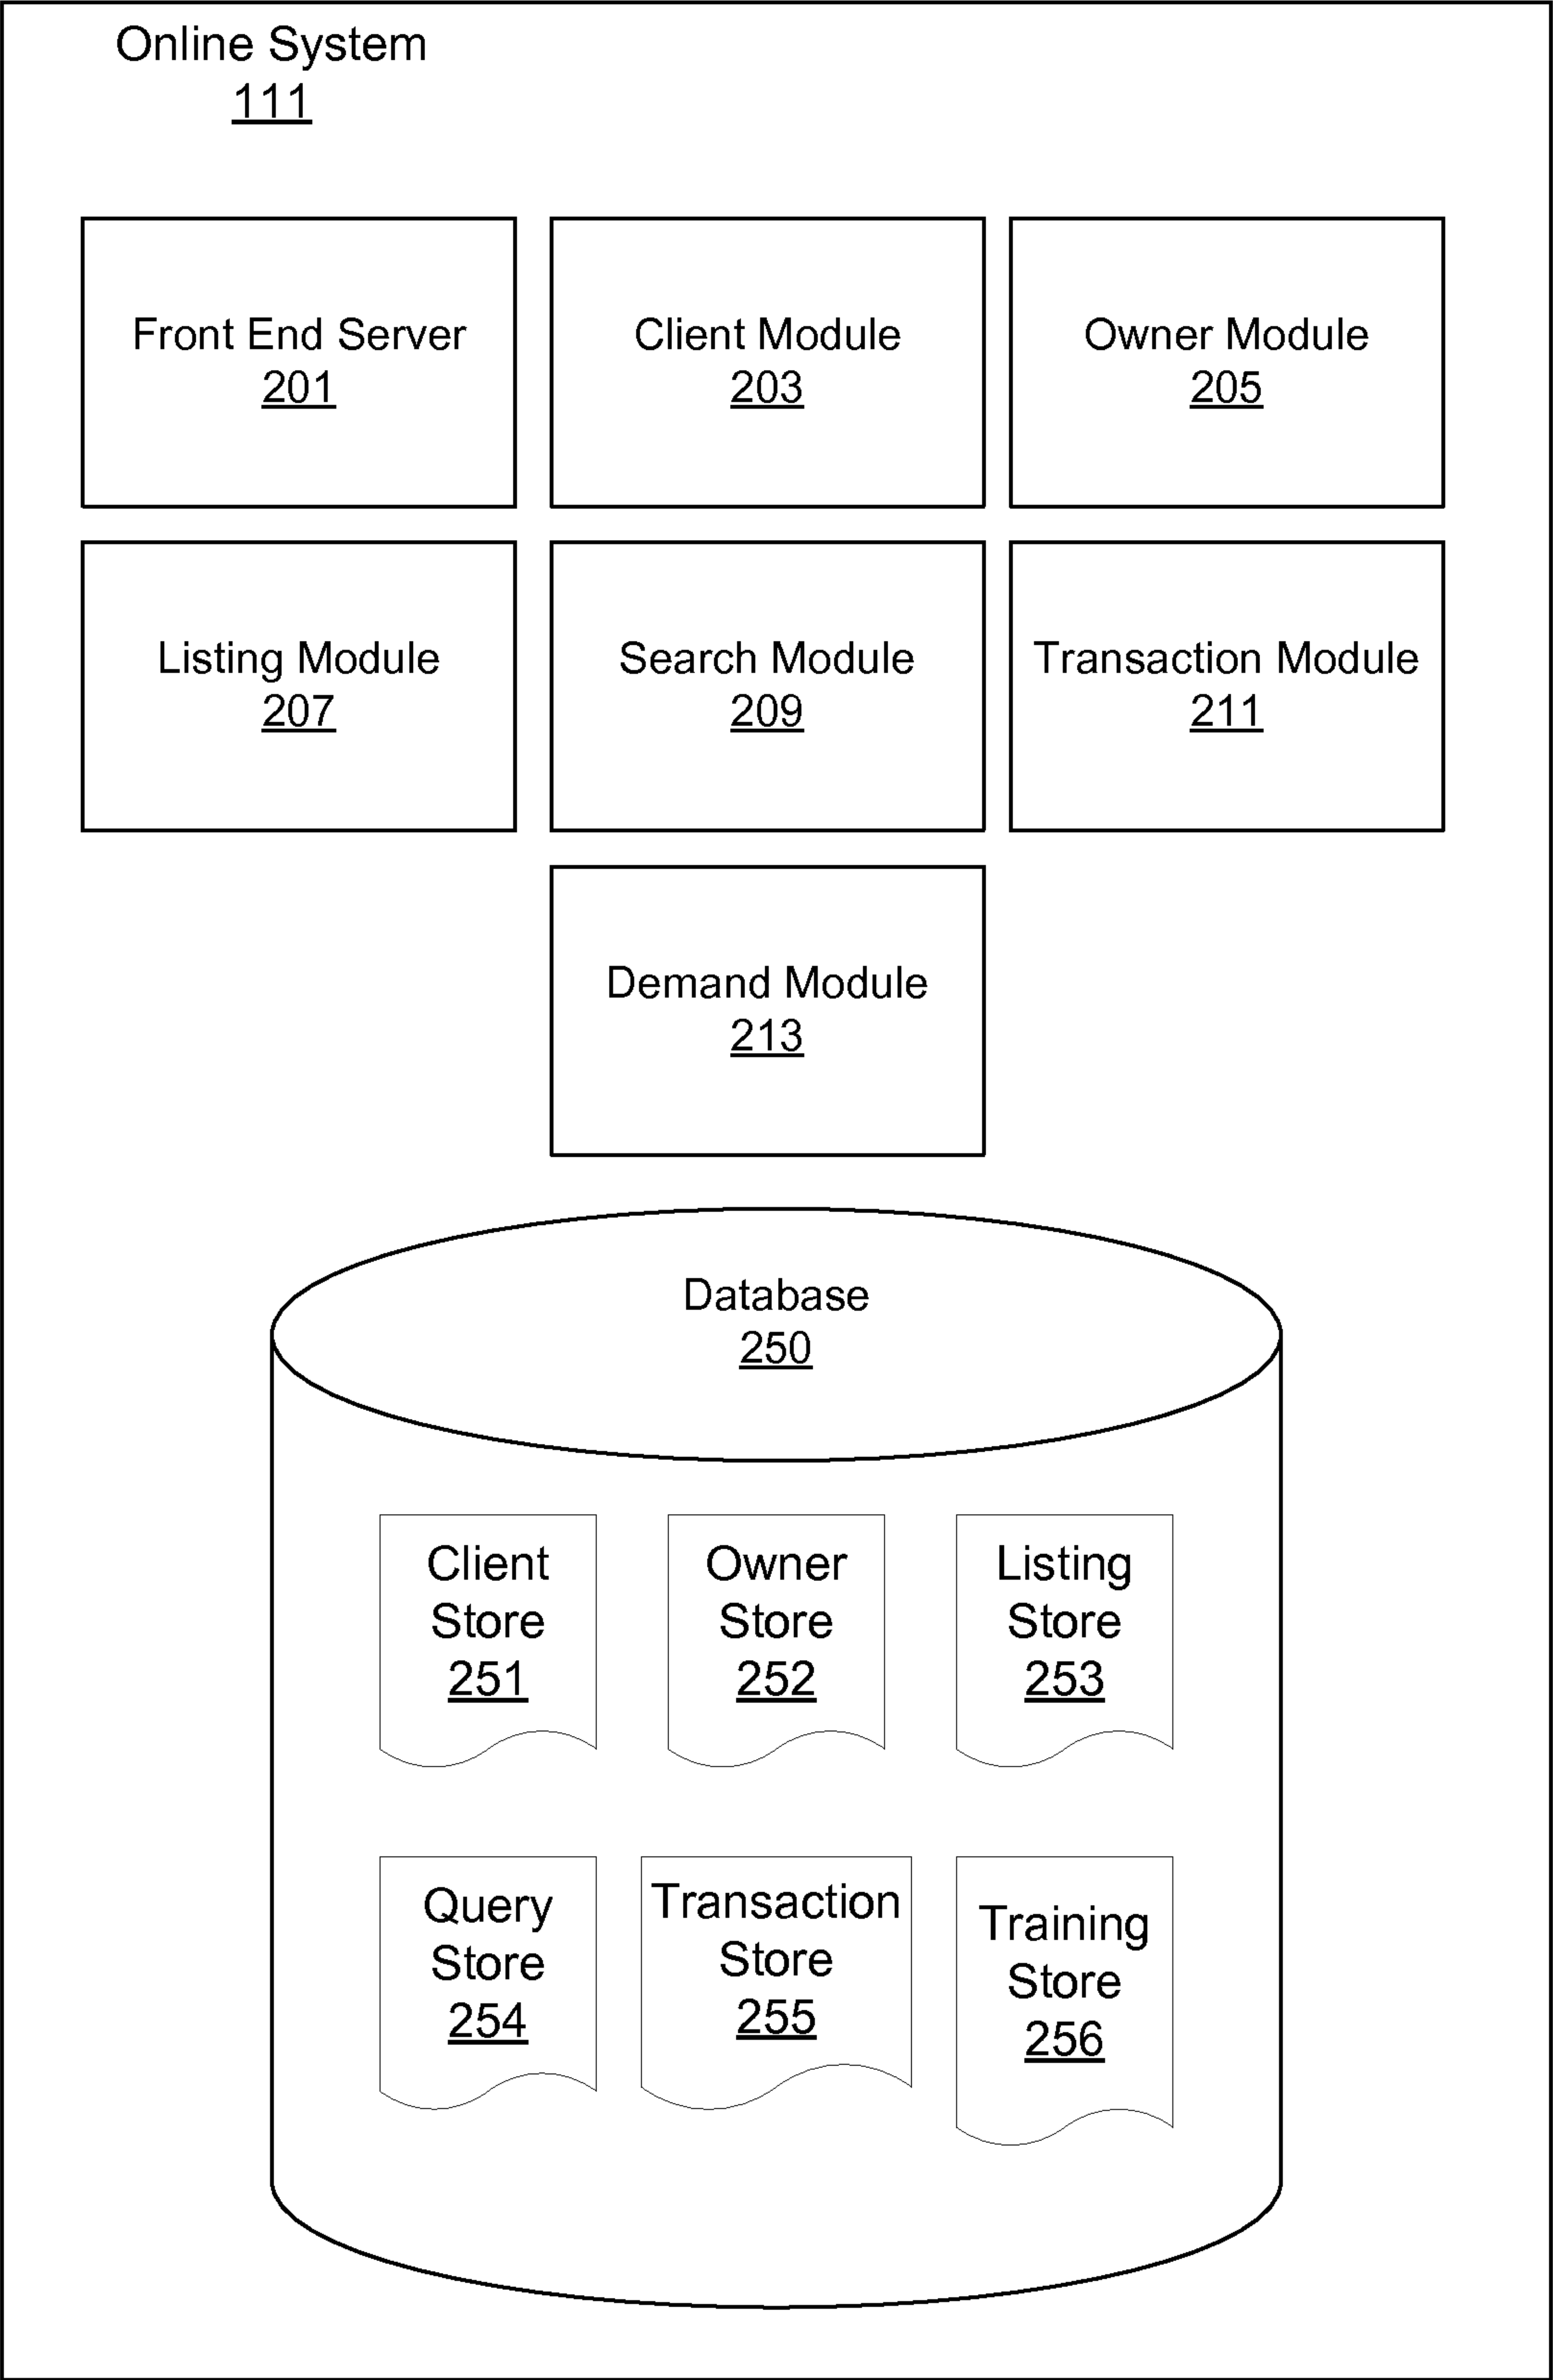 Online System
111
Front End Server
201
Client Module
203
Owner Module
205
Listing Module
207
Search Module
209
Transaction Module
211
Demand Module
213
Database
250
Client
Store
251
Owner
Store
252
Listing
Store
253
Query
Store
254
Transaction
Store
255
Training
Store
256